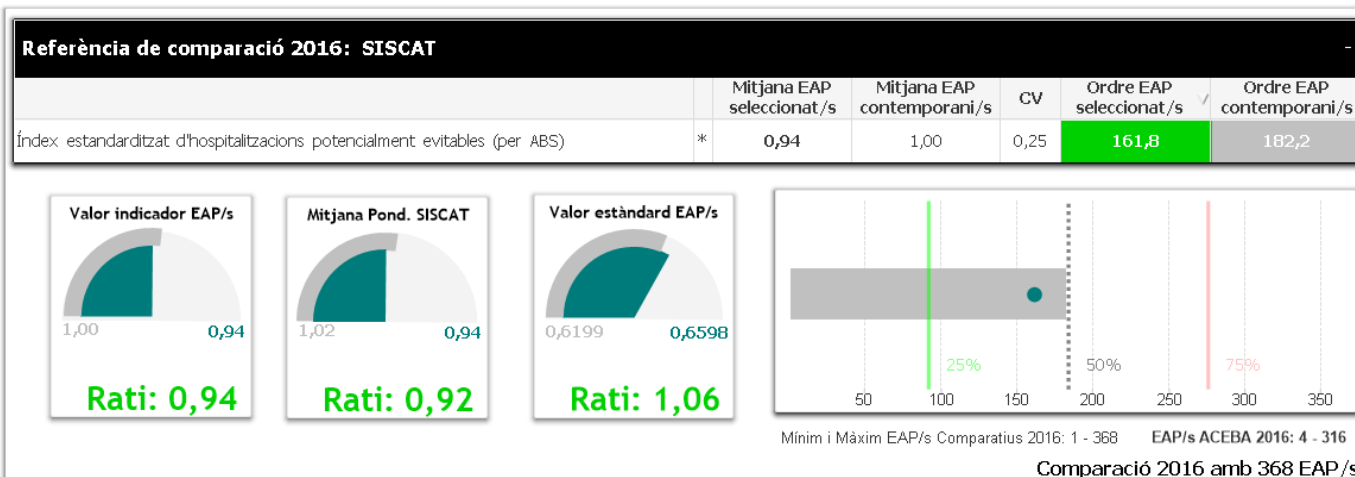 Referència de comparació 2016: SISCAT -
Mitjana EAP seleccionat/s Mitjana EAP contemporani/s CV Ordre EAP seleccionat/s Ordre EAP contemporani/s
Índex estandarditzat d'hospitalitzacions potencialment evitables (per ABS) * 0,94 1,00 0,25 161,8 182,2
Valor indicador EAP/s
1,00 0,94
Rati: 0,94
Mitjana Pond. SISCAT
1,02 0,94
Rati: 0,92
Valor estàndard EAP/s
0,6199 0,6598
Rati: 1,06
25% 50% 75%
50 100 150 200 250 300 350
Mínim i Màxim EAP/s Comparatius 2016: 1 - 368 EAP/s ACEBA 2016: 4 - 316
Comparació 2016 amb 368 EAP/s